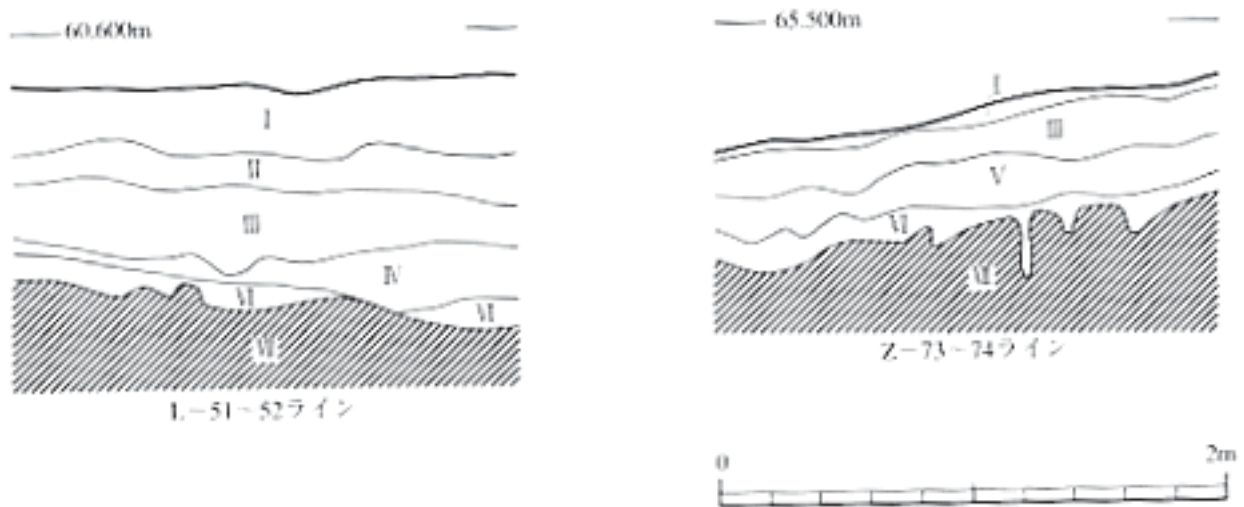 60.600m
I
II
III
IV
VI
VI
VII
L－51~52ライン
65.500m
I
III
V
VI
VII
Z－73~74ライン
0 2m